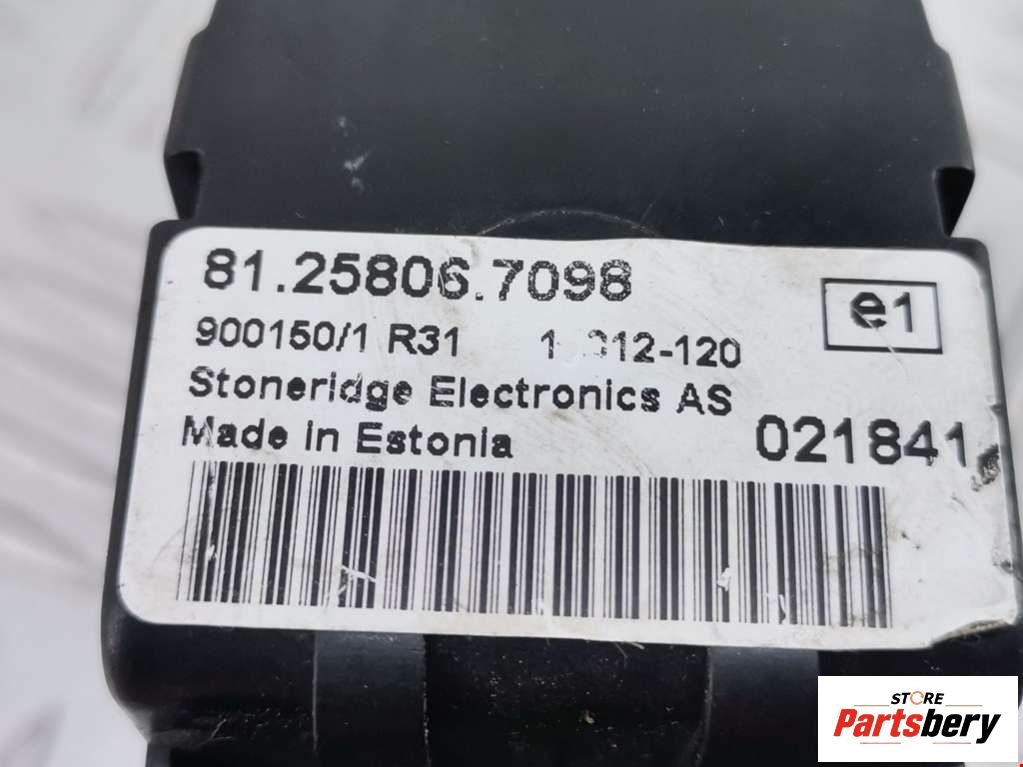 81.25806.7098
e1
900150/1 R31
Stoneridge Electronics AS
Made in Estonia
021841
STORE
Partsbery